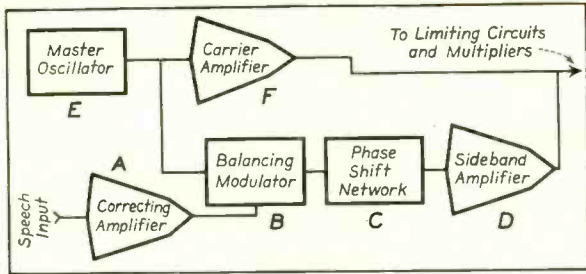 Master
Oscillator
E
Carrier
Amplifier
F
To Limiting Circuits
and Multipliers
A
Speech
Input
Correcting
Amplifier
Balancing
Modulator
B
Phase
Shift
Network
C
Sideband
Amplifier
D